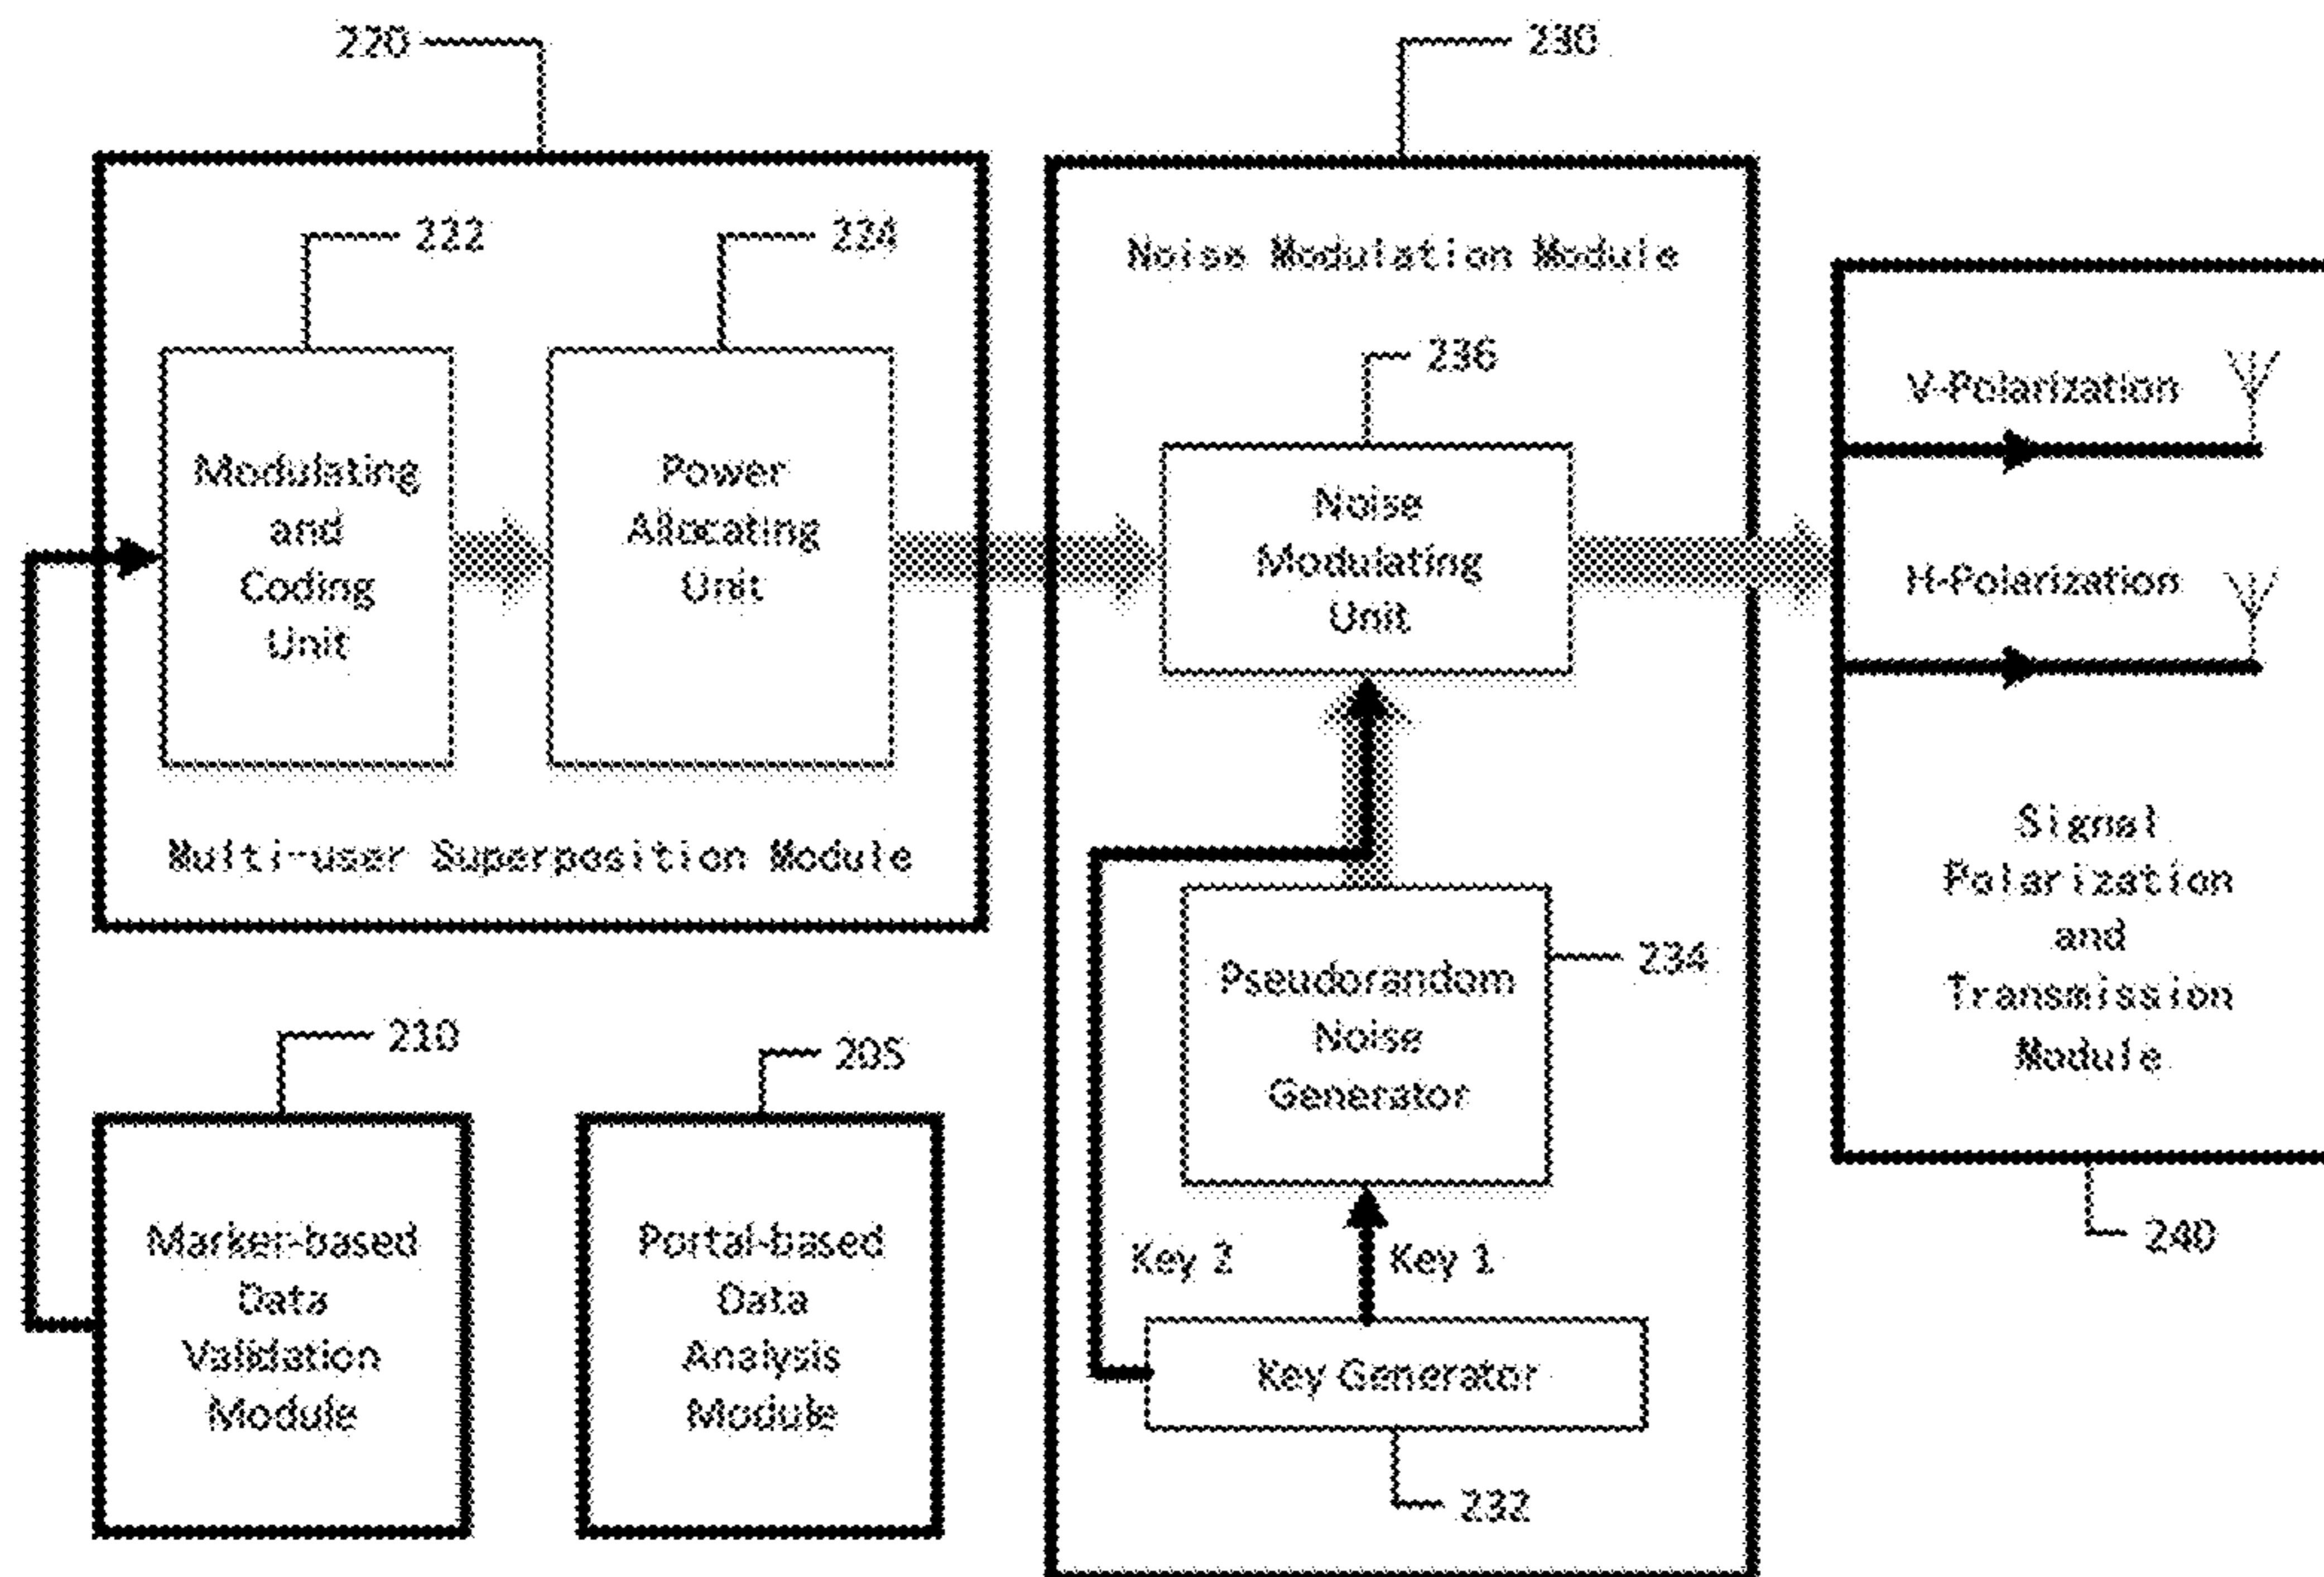 220
222
224
Modulating
and
Coding
Unit
Power
Allocating
Unit
Multi-user Superposition Module
210
Marker-based
Data
Validation
Module
205
Portal-based
Data
Analysis
Module
230
Noise Modulation Module
236
Noise
Modulating
Unit
234
Pseudorandom
Noise
Generator
Key 2
Key 1
Key Generator
232
V-Polarization
H-Polarization
Signal
Polarization
and
Transmission
Module
240